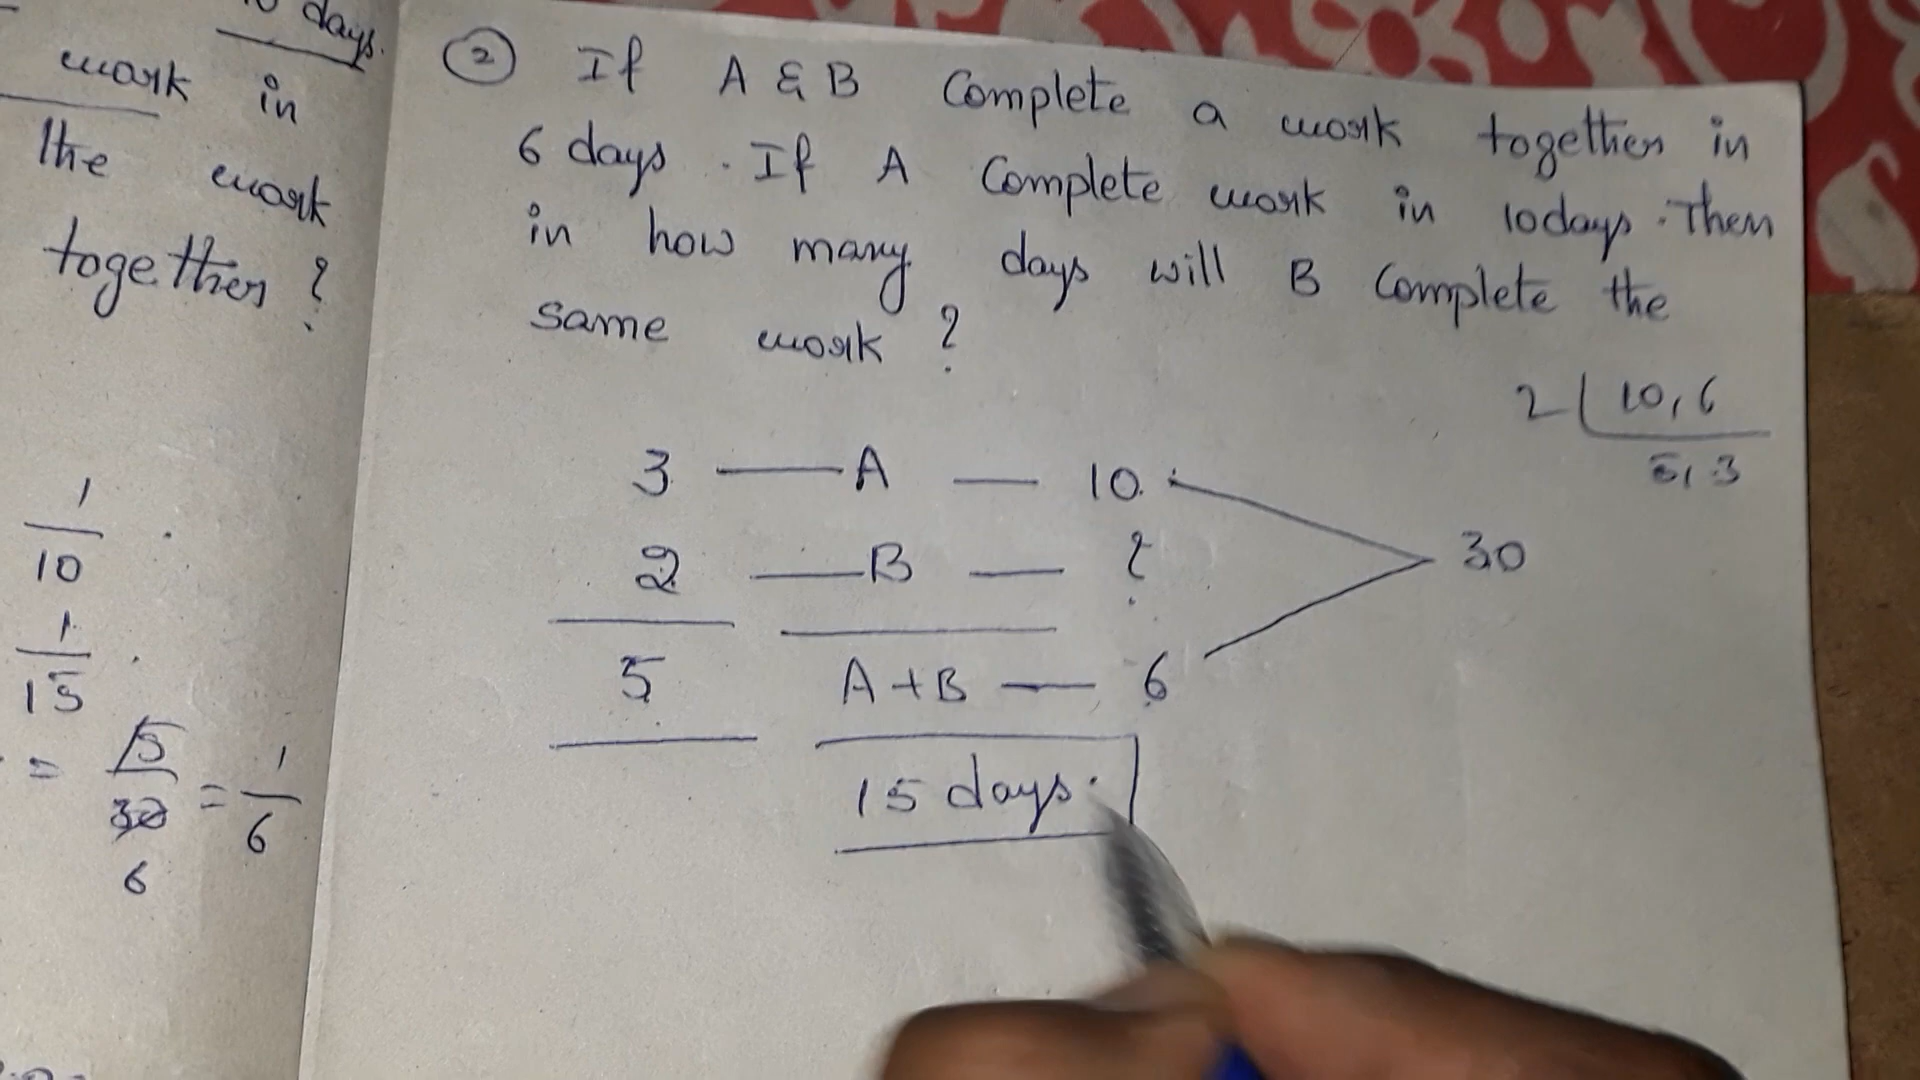 days.
work in
the work
together ?
1
10
1
15
= 5 = 1
30 6
6
2 If A & B Complete a work together in
6 days . If A Complete work in 10days . Then
in how many days will B Complete the
same work ?
2 10, 6
5, 3
3 — A — 10
2 — B — ?
30
5 A+B — 6
15 days.